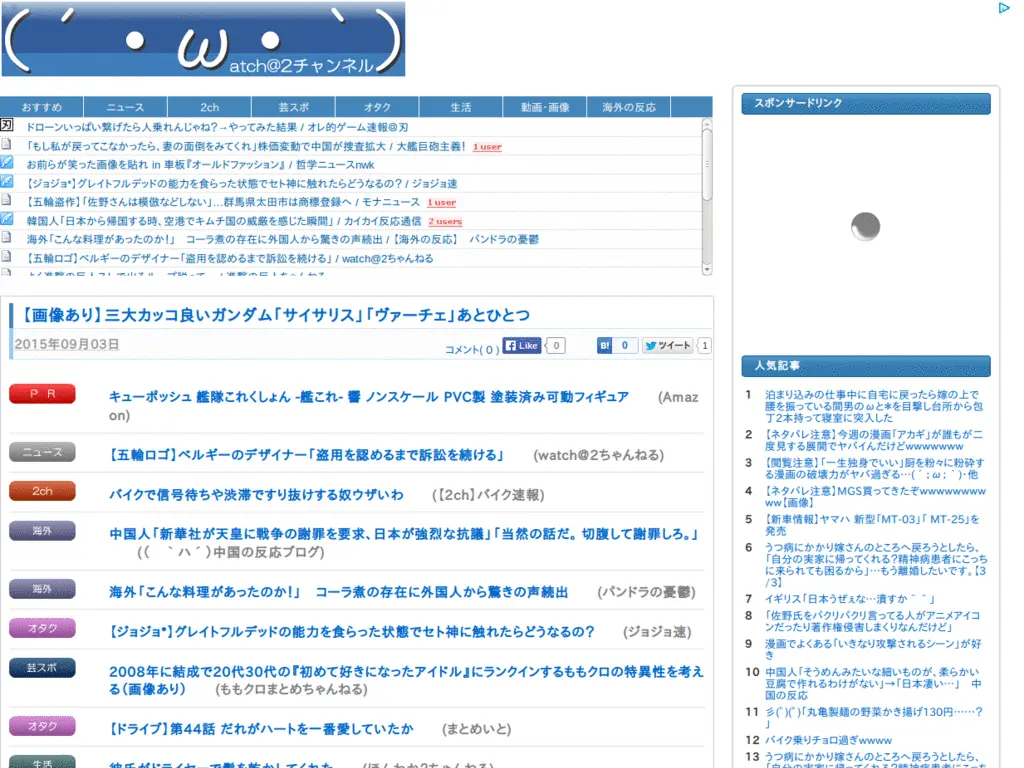 (´・ω・`)
atch@2チャンネル
おすすめ
ニュース
2ch
芸スポ
オタク
生活
動画・画像
海外の反応
ドローンいっぱい繋げたら人乗れんじゃね？→やってみた結果 / オレ的ゲーム速報@刃
「もし私が戻ってこなかったら、妻の面倒をみてくれ」株価変動で中国が捜査拡大 / 大艦巨砲主義！ 1 user
お前らが笑った画像を貼れ in 車板『オールドファッション』 / 哲学ニュースnwk
【ジョジョ*】グレイトフルデッドの能力を食らった状態でセト神に触れたらどうなるの？ / ジョジョ速
【五輪盗作】「佐野さんは模倣などしない」…群馬県太田市は商標登録へ / モナニュース 1 user
韓国人「日本から帰国する時、空港でキムチ国の威厳を感じた瞬間」 / カイカイ反応通信 2 users
海外「こんな料理があったのか！」 コーラ煮の存在に外国人から驚きの声続出 / 【海外の反応】 パンドラの憂鬱
【五輪ロゴ】ベルギーのデザイナー「盗用を認めるまで訴訟を続ける」 / watch@2ちゃんねる
【画像あり】三大カッコ良いガンダム「サイサリス」「ヴァーチェ」あとひとつ
2015年09月03日
コメント( 0 )
Like 0
B! 0
ツイート 1
ＰＲ
キューポッシュ 艦隊これくしょん -艦これ- 響 ノンスケール PVC製 塗装済み可動フィギュア (Amaz
on)
ニュース
【五輪ロゴ】ベルギーのデザイナー「盗用を認めるまで訴訟を続ける」 (watch@2ちゃんねる)
2ch
バイクで信号待ちや渋滞ですり抜けする奴ウザいわ (【2ch】バイク速報)
海外
中国人「新華社が天皇に戦争の謝罪を要求、日本が強烈な抗議」「当然の話だ。切腹して謝罪しろ。」
(( ｀ハ´)中国の反応ブログ)
海外
海外「こんな料理があったのか！」 コーラ煮の存在に外国人から驚きの声続出 (パンドラの憂鬱)
オタク
【ジョジョ*】グレイトフルデッドの能力を食らった状態でセト神に触れたらどうなるの？ (ジョジョ速)
芸スポ
2008年に結成で20代30代の『初めて好きになったアイドル』にランクインするももクロの特異性を考え
る（画像あり） (ももクロまとめちゃんねる)
オタク
【ドライブ】第44話 だれがハートを一番愛していたか (まとめいと)
生活
スポンサードリンク
人気記事
1 泊まり込みの仕事中に自宅に戻ったら嫁の上で
腰を振っている間男のωと＊を目撃し台所から包
丁2本持って寝室に突入した
2 【ネタバレ注意】今週の漫画「アカギ」が誰もが二
度見する展開でヤバイんだけどwwwwwww
3 【閲覧注意】「一生独身でいい」厨を粉々に粉砕す
る漫画の破壊力がヤバ過ぎる…(´；ω；｀)･他
4 【ネタバレ注意】MGS買ってきたぞwwwwwwww
ww【画像】
5 【新車情報】ヤマハ 新型「MT-03」「 MT-25」を
発売
6 うつ病にかかり嫁さんのところへ戻ろうとしたら、
「自分の実家に帰ってくれる？精神病患者にこっち
に来られても困るから」…もう離婚したいです。【3
/3】
7 イギリス「日本うぜぇな…潰すか＾＾」
8 「佐野氏をパクリパクリ言ってる人がアニメアイコ
ンだったり著作権侵害しまくりなんだけど」
9 漫画でよくある「いきなり攻撃されるシーン」が好
き
10 中国人「そうめんみたいな細いものが、柔らかい
豆腐で作れるわけがない」→「日本凄い…」 中
国の反応
11 彡(ﾟ)(ﾟ)「丸亀製麺の野菜かき揚げ130円……？
」
12 バイク乗りチョロ過ぎwwww
13 うつ病にかかり嫁さんのところへ戻ろうとしたら、